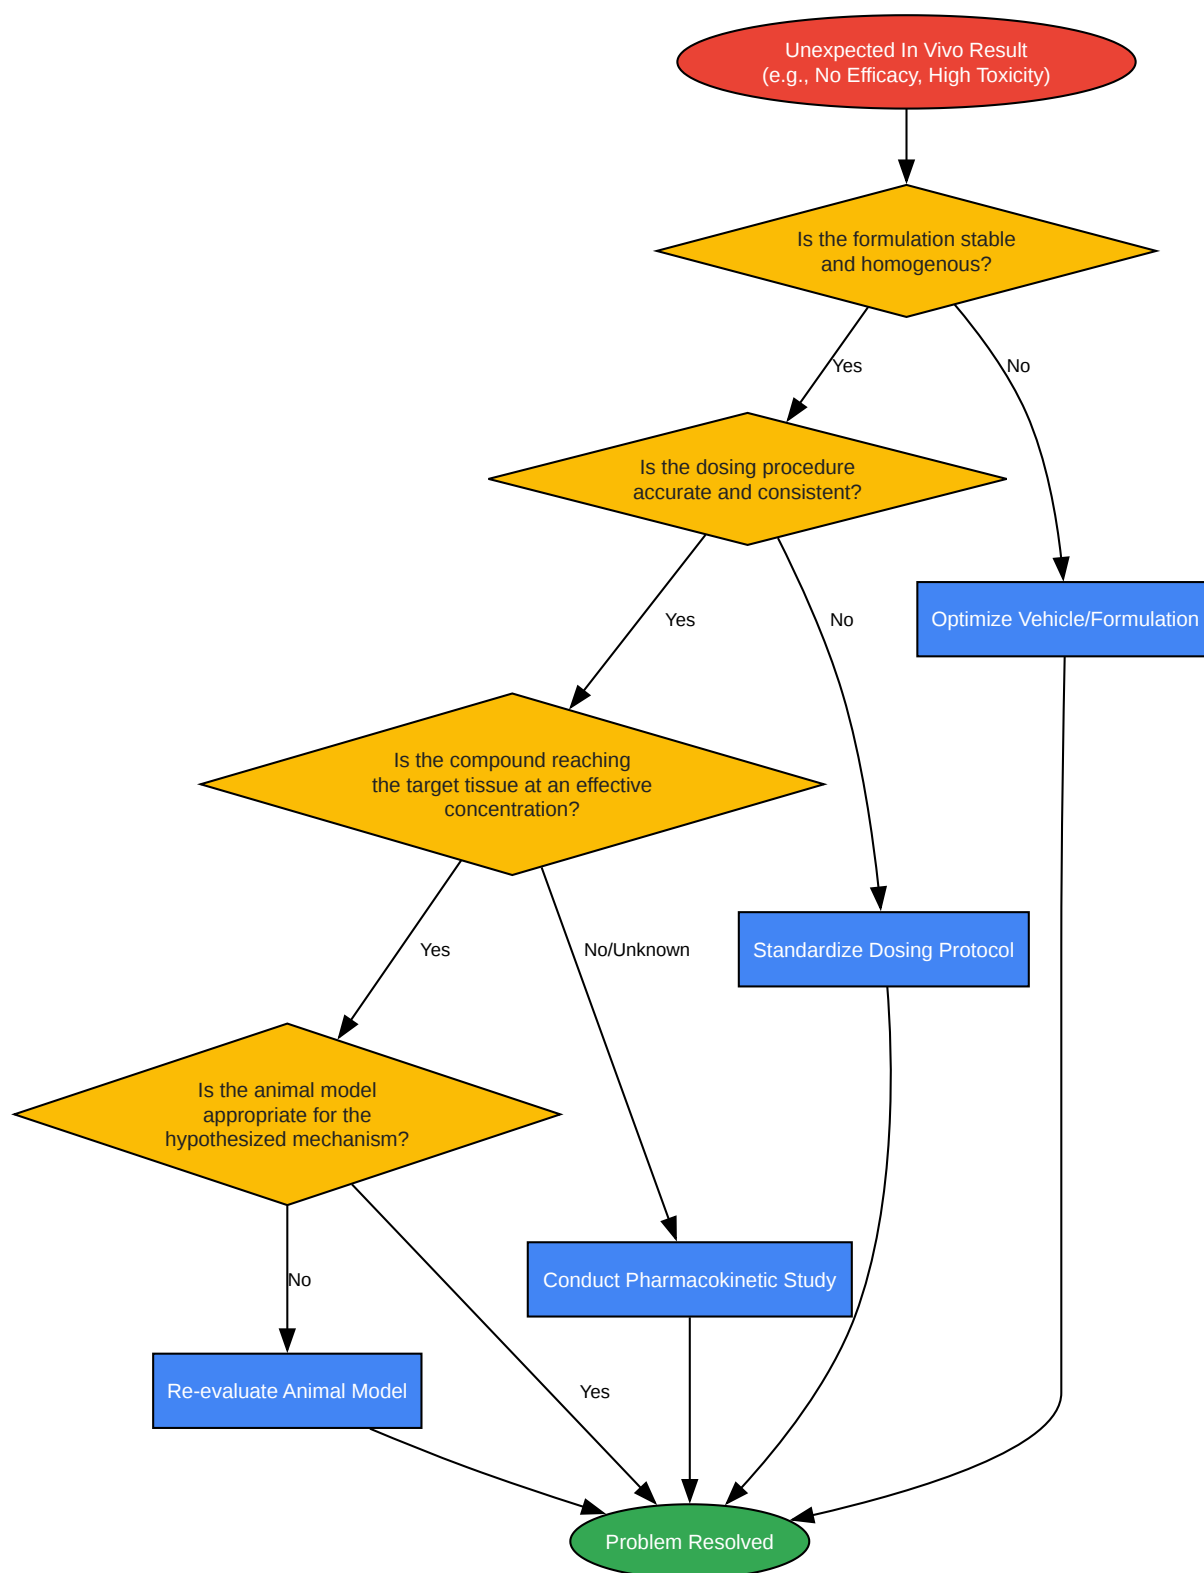 Unexpected In Vivo Result
(e.g., No Efficacy, High Toxicity)
Is the formulation stable
and homogenous?
Yes
No
Is the dosing procedure
accurate and consistent?
Yes
No
Optimize Vehicle/Formulation
Is the compound reaching
the target tissue at an effective
concentration?
Yes
No/Unknown
Standardize Dosing Protocol
Is the animal model
appropriate for the
hypothesized mechanism?
No
Conduct Pharmacokinetic Study
Re-evaluate Animal Model
Yes
Problem Resolved